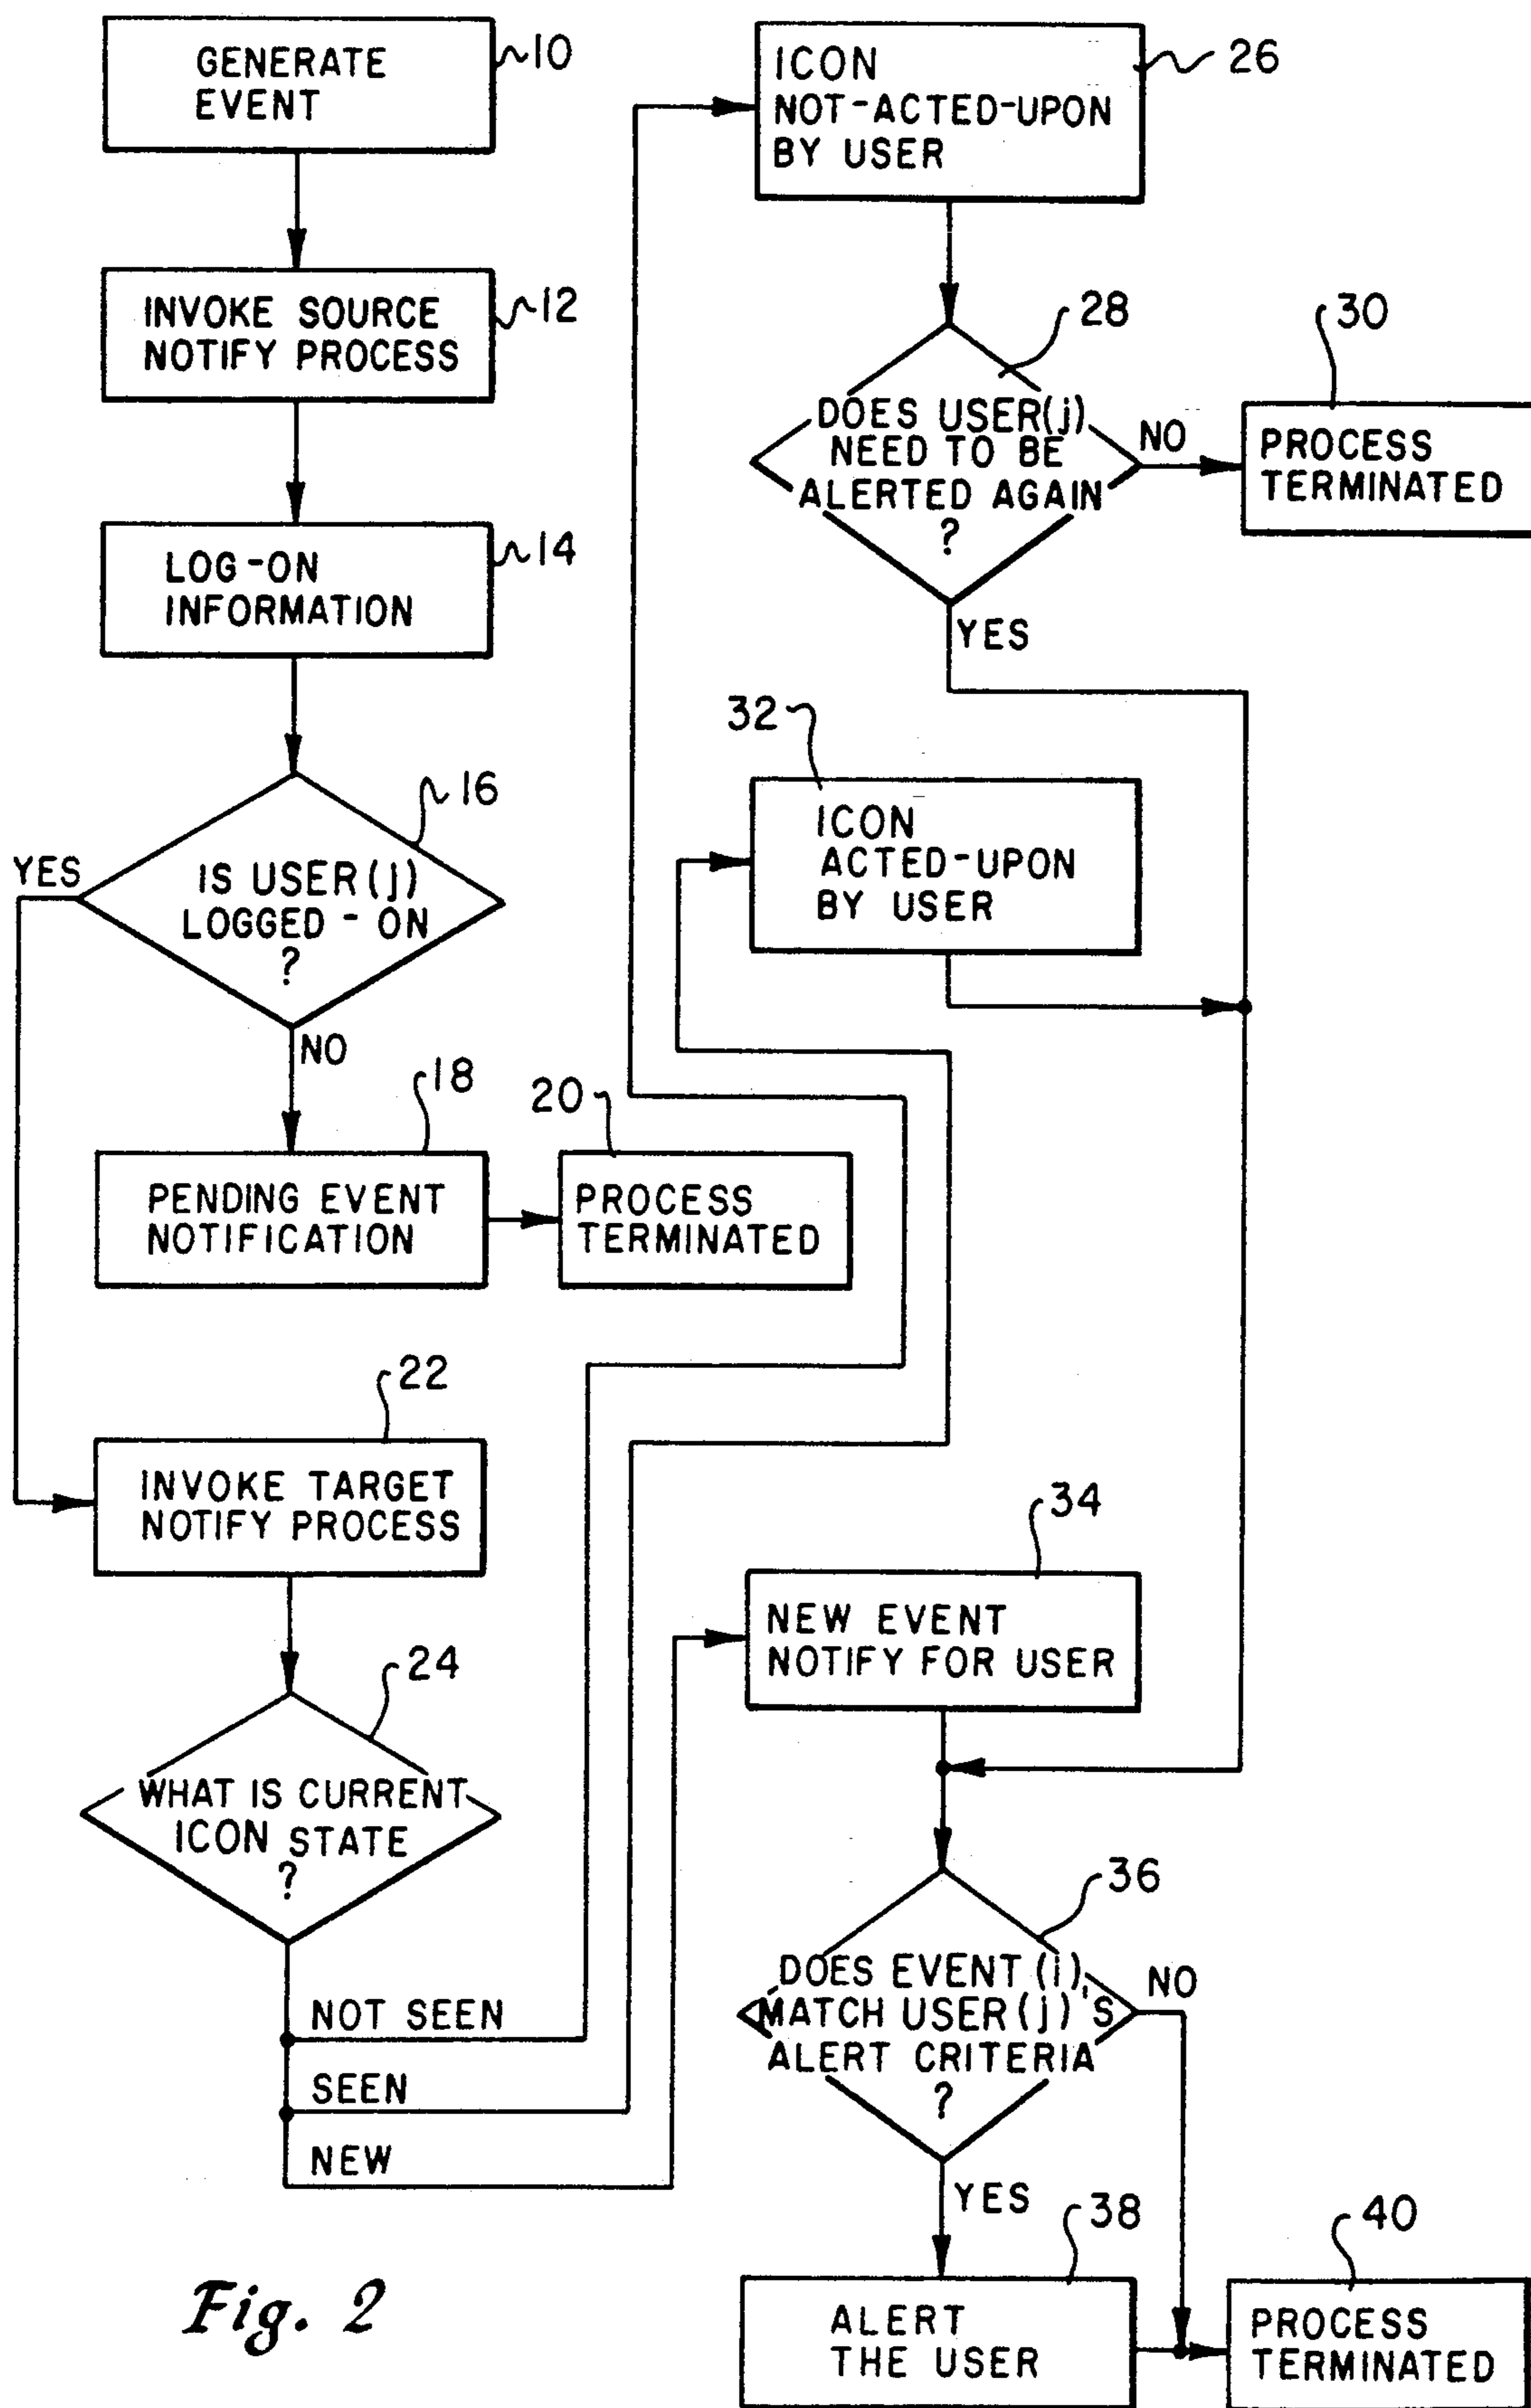 GENERATE
EVENT
10
INVOKE SOURCE
NOTIFY PROCESS
12
LOG-ON
INFORMATION
14
16
YES
IS USER (j)
LOGGED-ON
?
NO
18
PENDING EVENT
NOTIFICATION
20
PROCESS
TERMINATED
22
INVOKE TARGET
NOTIFY PROCESS
24
WHAT IS CURRENT
ICON STATE
?
NOT SEEN
SEEN
NEW
ICON
NOT-ACTED-UPON
BY USER
26
28
DOES USER(j)
NEED TO BE
ALERTED AGAIN
?
NO
YES
30
PROCESS
TERMINATED
32
ICON
ACTED-UPON
BY USER
34
NEW EVENT
NOTIFY FOR USER
36
DOES EVENT (i)
MATCH USER (j)'S
ALERT CRITERIA
?
NO
YES
38
ALERT
THE USER
40
PROCESS
TERMINATED
Fig. 2